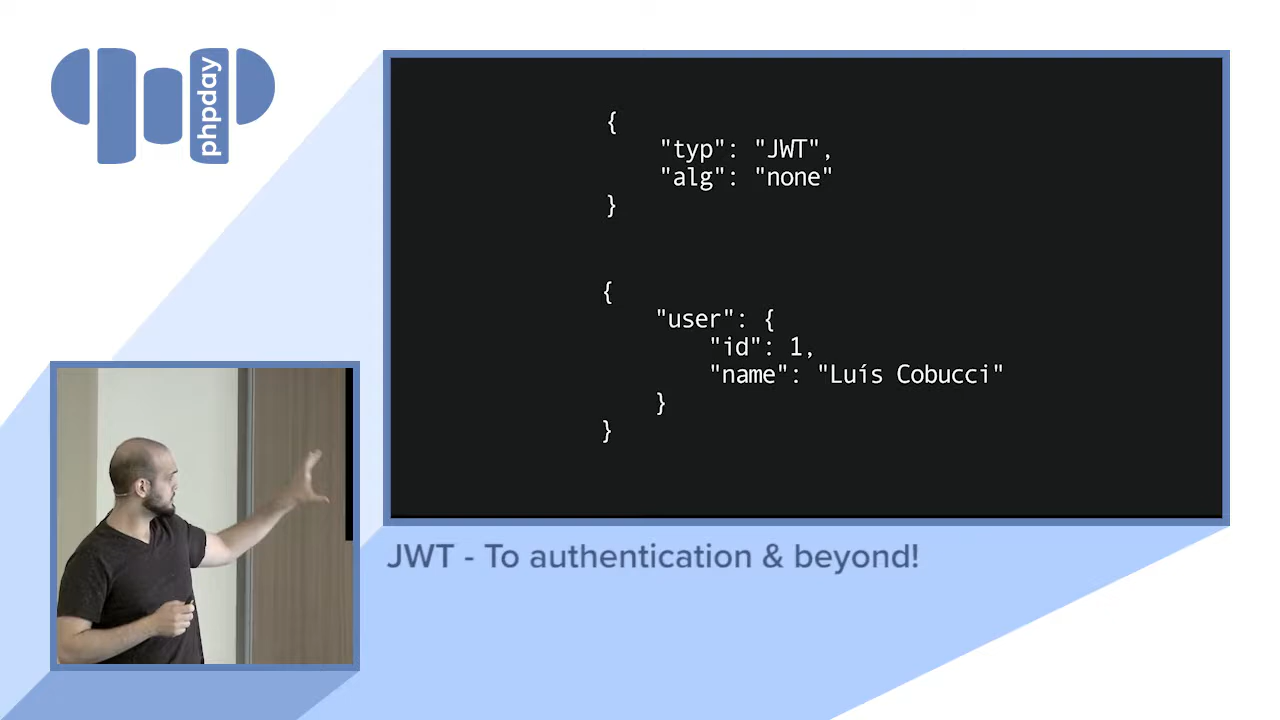 phpday
{
"typ": "JWT",
"alg": "none"
}
{
"user": {
"id": 1,
"name": "Luís Cobucci"
}
}
JWT - To authentication & beyond!